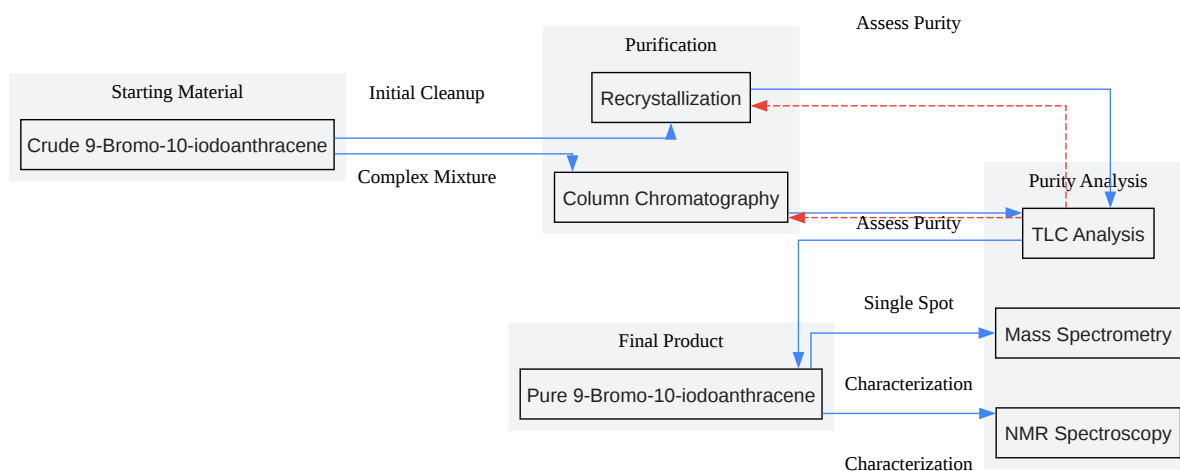 Assess Purity
Purification
Starting Material
Initial Cleanup
Recrystallization
Crude 9-Bromo-10-iodoanthracene
Complex Mixture
Column Chromatography
Purity Analysis
Assess Purity
TLC Analysis
Single Spot
Final Product
Mass Spectrometry
Pure 9-Bromo-10-iodoanthracene
Characterization
NMR Spectroscopy
Characterization